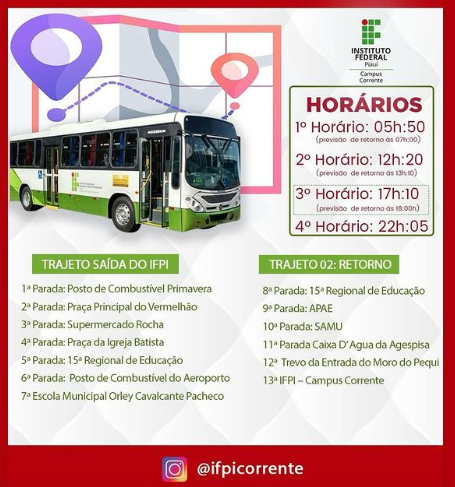 INSTITUTO
FEDERAL
Piauí
Campus
Corrente
HORÁRIOS
1º Horário: 05h:50
(previsão de retorno às 07h:00)
2º Horário: 12h:20
(previsão de retorno às 13h:10)
3º Horário: 17h:10
(previsão de retorno às 18:00h)
4º Horário: 22h:05
TRAJETO SAÍDA DO IFPI
1ª Parada: Posto de Combustível Primavera
2ª Parada: Praça Principal do Vermelhão
3ª Parada: Supermercado Rocha
4ª Parada: Praça da Igreja Batista
5ª Parada: 15ª Regional de Educação
6ª Parada: Posto de Combustível do Aeroporto
7ª Escola Municipal Orley Cavalcante Pacheco
TRAJETO 02: RETORNO
8ª Parada: 15ª Regional de Educação
9ª Parada: APAE
10ª Parada: SAMU
11ª Parada Caixa D' Agua da Agespisa
12ª Trevo da Entrada do Moro do Pequi
13ª IFPI – Campus Corrente
@ifpicorrente